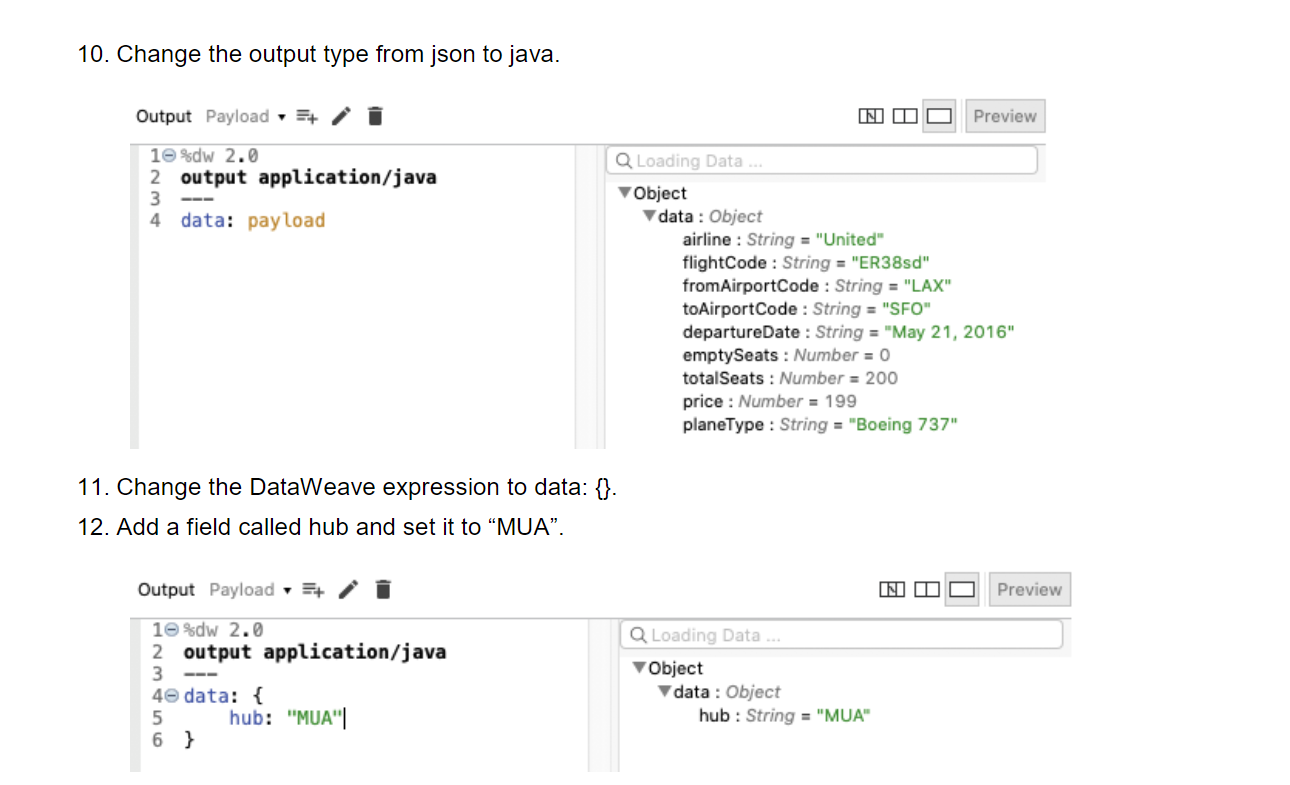 10. Change the output type from json to java.
Output Payload Preview
1 %dw 2.0
2 output application/java
3 ---
4 data: payload
Loading Data ...
Object
data : Object
airline : String = "United"
flightCode : String = "ER38sd"
fromAirportCode : String = "LAX"
toAirportCode : String = "SFO"
departureDate : String = "May 21, 2016"
emptySeats : Number = 0
totalSeats : Number = 200
price : Number = 199
planeType : String = "Boeing 737"
11. Change the DataWeave expression to data: {}.
12. Add a field called hub and set it to “MUA”.
Output Payload Preview
1 %dw 2.0
2 output application/java
3 ---
4 data: {
5 hub: "MUA"
6 }
Loading Data ...
Object
data : Object
hub : String = "MUA"